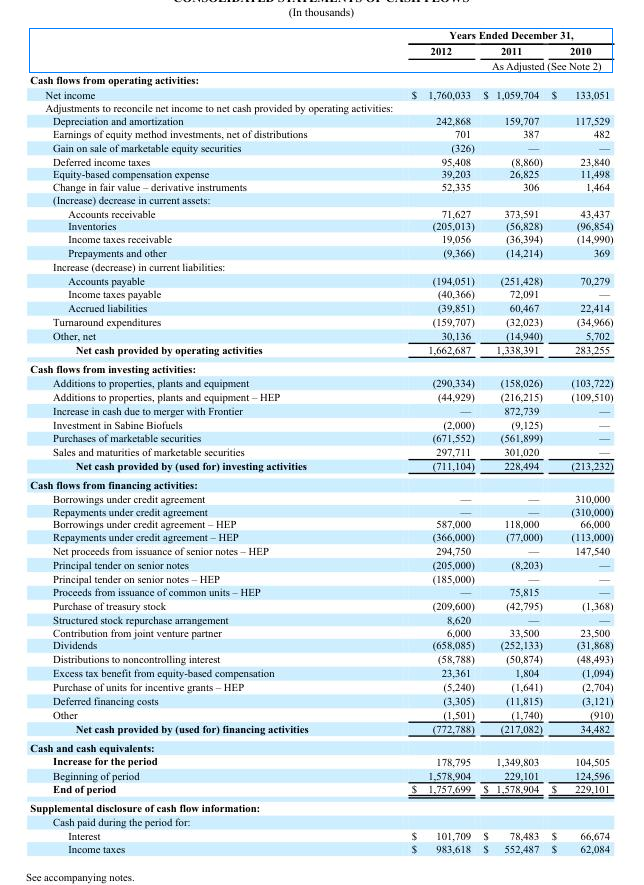 CONSOLIDATED STATEMENTS OF CASH FLOWS
(In thousands)
Years Ended December 31,
2012 2011 2010
As Adjusted (See Note 2)
Cash flows from operating activities:
Net income $ 1,760,033 $ 1,059,704 $ 133,051
Adjustments to reconcile net income to net cash provided by operating activities:
Depreciation and amortization 242,868 159,707 117,529
Earnings of equity method investments, net of distributions 701 387 482
Gain on sale of marketable equity securities (326) — —
Deferred income taxes 95,408 (8,860) 23,840
Equity-based compensation expense 39,203 26,825 11,498
Change in fair value – derivative instruments 52,335 306 1,464
(Increase) decrease in current assets:
Accounts receivable 71,627 373,591 43,437
Inventories (205,013) (56,828) (96,854)
Income taxes receivable 19,056 (36,394) (14,990)
Prepayments and other (9,366) (14,214) 369
Increase (decrease) in current liabilities:
Accounts payable (194,051) (251,428) 70,279
Income taxes payable (40,366) 72,091 —
Accrued liabilities (39,851) 60,467 22,414
Turnaround expenditures (159,707) (32,023) (34,966)
Other, net 30,136 (14,940) 5,702
Net cash provided by operating activities 1,662,687 1,338,391 283,255
Cash flows from investing activities:
Additions to properties, plants and equipment (290,334) (158,026) (103,722)
Additions to properties, plants and equipment – HEP (44,929) (216,215) (109,510)
Increase in cash due to merger with Frontier — 872,739 —
Investment in Sabine Biofuels (2,000) (9,125) —
Purchases of marketable securities (671,552) (561,899) —
Sales and maturities of marketable securities 297,711 301,020 —
Net cash provided by (used for) investing activities (711,104) 228,494 (213,232)
Cash flows from financing activities:
Borrowings under credit agreement — — 310,000
Repayments under credit agreement — — (310,000)
Borrowings under credit agreement – HEP 587,000 118,000 66,000
Repayments under credit agreement – HEP (366,000) (77,000) (113,000)
Net proceeds from issuance of senior notes – HEP 294,750 — 147,540
Principal tender on senior notes (205,000) (8,203) —
Principal tender on senior notes – HEP (185,000) — —
Proceeds from issuance of common units – HEP — 75,815 —
Purchase of treasury stock (209,600) (42,795) (1,368)
Structured stock repurchase arrangement 8,620 — —
Contribution from joint venture partner 6,000 33,500 23,500
Dividends (658,085) (252,133) (31,868)
Distributions to noncontrolling interest (58,788) (50,874) (48,493)
Excess tax benefit from equity-based compensation 23,361 1,804 (1,094)
Purchase of units for incentive grants – HEP (5,240) (1,641) (2,704)
Deferred financing costs (3,305) (11,815) (3,121)
Other (1,501) (1,740) (910)
Net cash provided by (used for) financing activities (772,788) (217,082) 34,482
Cash and cash equivalents:
Increase for the period 178,795 1,349,803 104,505
Beginning of period 1,578,904 229,101 124,596
End of period $ 1,757,699 $ 1,578,904 $ 229,101
Supplemental disclosure of cash flow information:
Cash paid during the period for:
Interest $ 101,709 $ 78,483 $ 66,674
Income taxes $ 983,618 $ 552,487 $ 62,084
See accompanying notes.